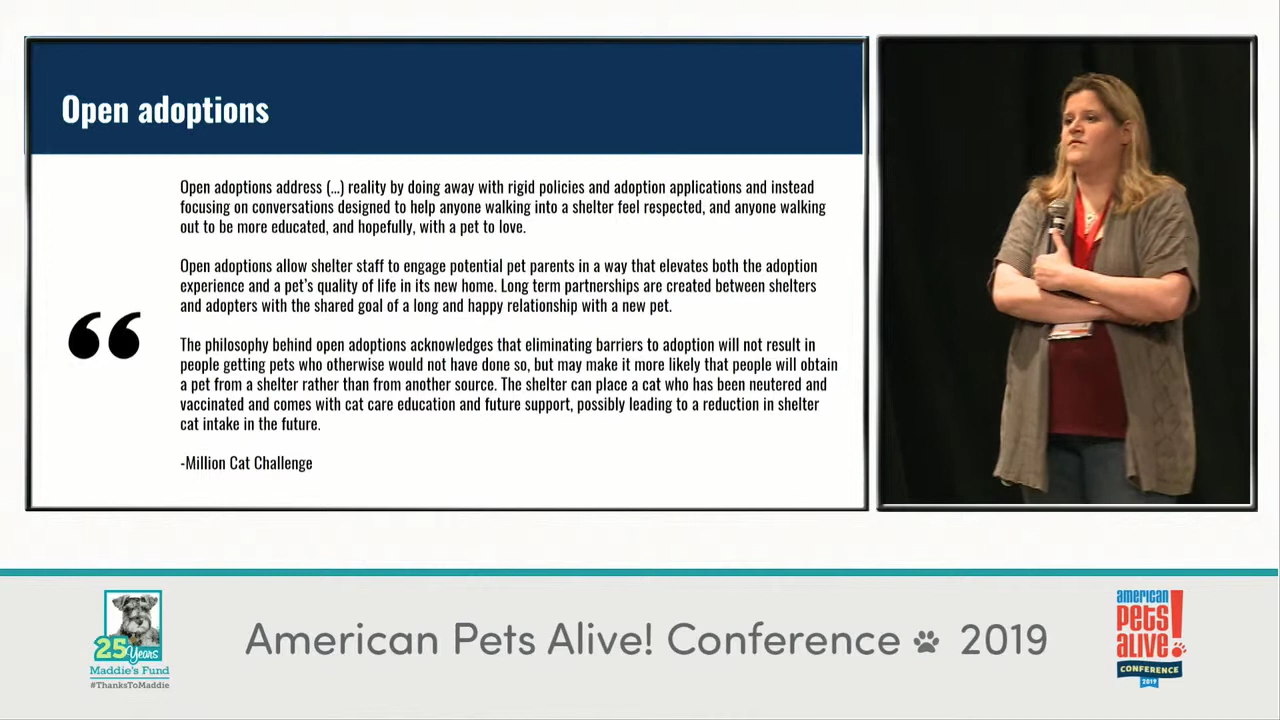 Open adoptions
Open adoptions address (...) reality by doing away with rigid policies and adoption applications and instead
focusing on conversations designed to help anyone walking into a shelter feel respected, and anyone walking
out to be more educated, and hopefully, with a pet to love.
Open adoptions allow shelter staff to engage potential pet parents in a way that elevates both the adoption
experience and a pet's quality of life in its new home. Long term partnerships are created between shelters
and adopters with the shared goal of a long and happy relationship with a new pet.
“
The philosophy behind open adoptions acknowledges that eliminating barriers to adoption will not result in
people getting pets who otherwise would not have done so, but may make it more likely that people will obtain
a pet from a shelter rather than from another source. The shelter can place a cat who has been neutered and
vaccinated and comes with cat care education and future support, possibly leading to a reduction in shelter
cat intake in the future.
-Million Cat Challenge
25 Years
Maddie's Fund
#ThanksToMaddie
American Pets Alive! Conference 2019
american
pets
alive!
CONFERENCE
2019